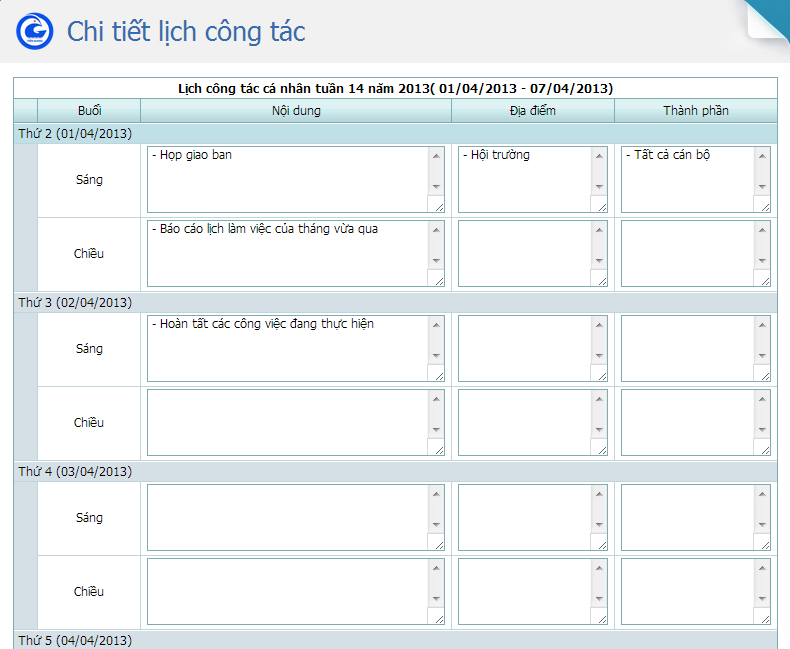 Chi tiết lịch công tác
Lịch công tác cá nhân tuần 14 năm 2013( 01/04/2013 - 07/04/2013)
Buổi Nội dung Địa điểm Thành phần
Thứ 2 (01/04/2013)
Sáng - Họp giao ban - Hội trường - Tất cả cán bộ
Chiều - Báo cáo lịch làm việc của tháng vừa qua
Thứ 3 (02/04/2013)
Sáng - Hoàn tất các công việc đang thực hiện
Chiều
Thứ 4 (03/04/2013)
Sáng
Chiều
Thứ 5 (04/04/2013)